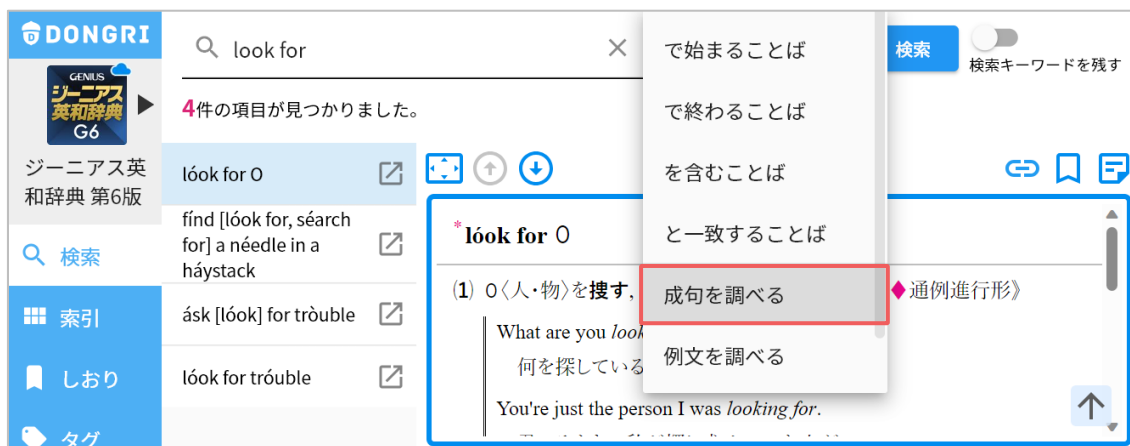 DONGRI
GENIUS
ジーニアス
英和辞典
G6
ジーニアス英
和辞典 第6版
検索
索引
しおり
タグ
look for
4件の項目が見つかりました。
lóok for O
fínd [lóok for, séarch
for] a néedle in a
háystack
ásk [lóok] for tròuble
lóok for tróuble
で始まることば
で終わることば
を含むことば
と一致することば
成句を調べる
例文を調べる
検索
検索キーワードを残す
*lóok for O
(1) O〈人・物〉を捜す,
♦通例進行形》
What are you look
何を探している
You're just the person I was looking for.